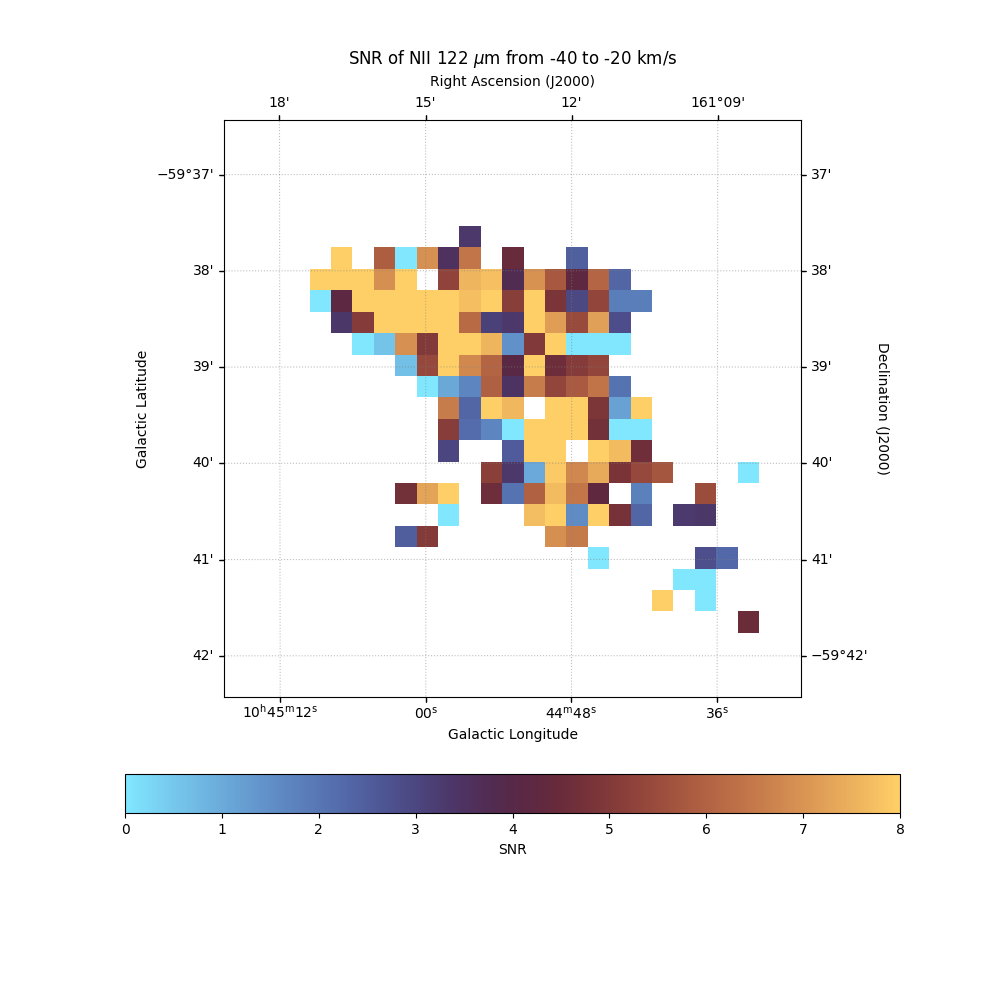 SNR of NII 122 μm from -40 to -20 km/s
Right Ascension (J2000)
18' 15' 12' 161°09'
−59°37' 37'
38' 38'
39' 39'
Galactic Latitude
Declination (J2000)
40' 40'
41' 41'
42' −59°42'
10ʰ45ᵐ12ˢ 00ˢ 44ᵐ48ˢ 36ˢ
Galactic Longitude
0 1 2 3 4 5 6 7 8
SNR